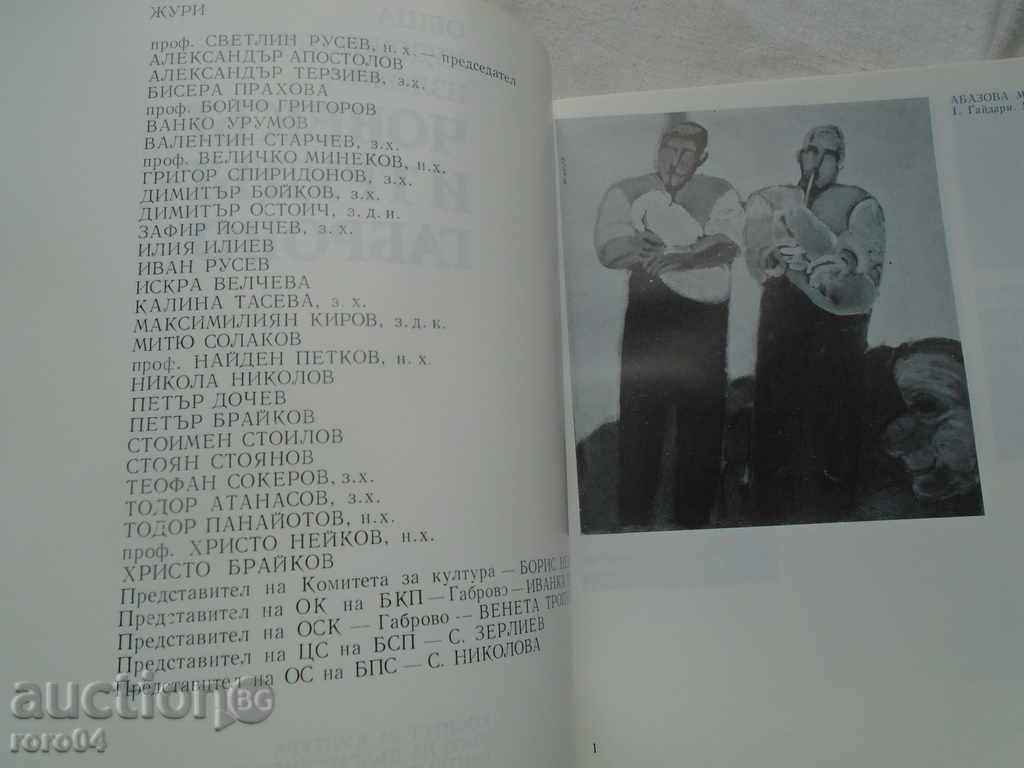 ЖУРИ
проф. СВЕТЛИН РУСЕВ, н.х. — председател
АЛЕКСАНДЪР АПОСТОЛОВ
АЛЕКСАНДЪР ТЕРЗИЕВ, з.х.
БИСЕРА ПРАХОВА
проф. БОЙЧО ГРИГОРОВ
ВАНКО УРУМОВ
ВАЛЕНТИН СТАРЧЕВ, з.х.
проф. ВЕЛИЧКО МИНЕКОВ, н.х.
ГРИГОР СПИРИДОНОВ, з.х.
ДИМИТЪР БОЙКОВ, з.х.
ДИМИТЪР ОСТОИЧ, з.д.и.
ЗАФИР ЙОНЧЕВ, з.х.
ИЛИЯ ИЛИЕВ
ИВАН РУСЕВ
ИСКРА ВЕЛЧЕВА
КАЛИНА ТАСЕВА, з.х.
МАКСИМИЛИЯН КИРОВ, з.д.к.
МИТЮ СОЛАКОВ
проф. НАЙДЕН ПЕТКОВ, н.х.
НИКОЛА НИКОЛОВ
ПЕТЪР ДОЧЕВ
ПЕТЪР БРАЙКОВ
СТОИМЕН СТОИЛОВ
СТОЯН СТОЯНОВ
ТЕОФАН СОКЕРОВ, з.х.
ТОДОР АТАНАСОВ, з.х.
ТОДОР ПАНАЙОТОВ, н.х.
проф. ХРИСТО НЕЙКОВ, н.х.
ХРИСТО БРАЙКОВ
Представител на Комитета за култура — БОРИС
Представител на ОК на БКП — Габрово — ИВАНКА
Представител на ОСК — Габрово — ВЕНЕТА
Представител на ЦС на БСП — С. ЗЕРЛИЕВ
Представител на ОС на БПС — С. НИКОЛОВА
АБАЗОВА М
1. Гайдари.
1
auction BG
roro04